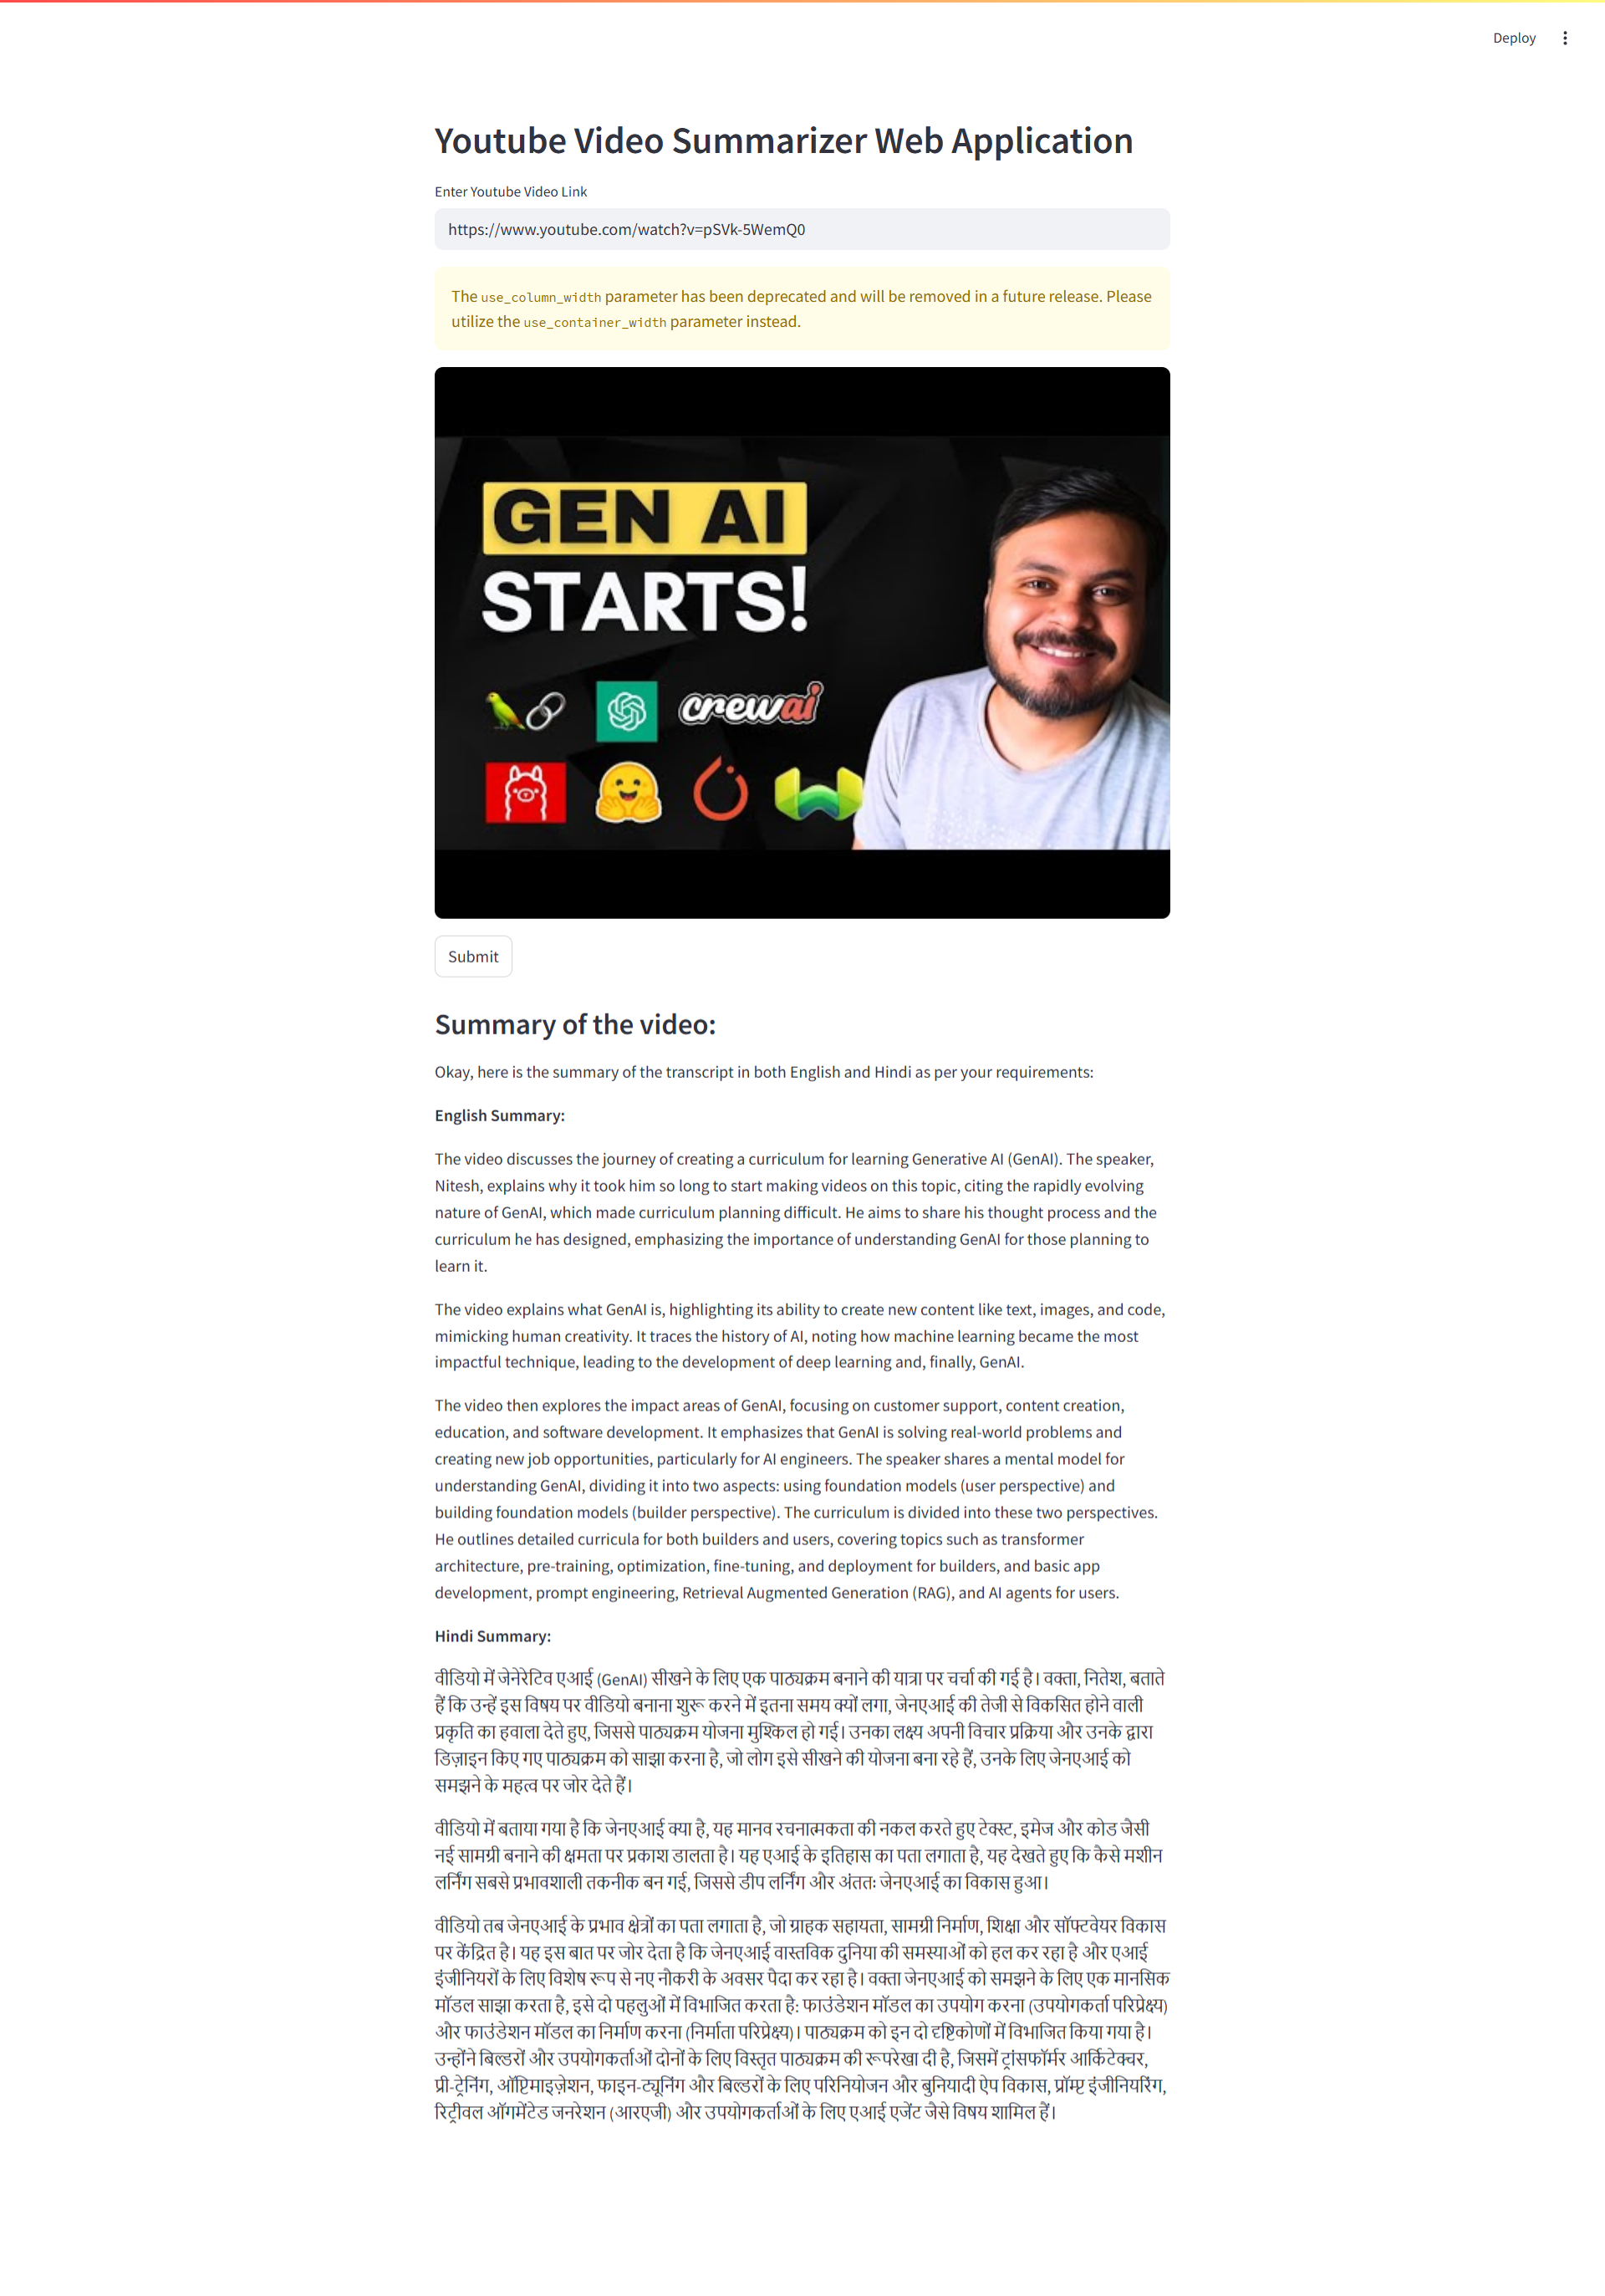 Deploy
Youtube Video Summarizer Web Application
Enter Youtube Video Link
https://www.youtube.com/watch?v=pSVk-5WemQ0
The use_column_width parameter has been deprecated and will be removed in a future release. Please
utilize the use_container_width parameter instead.
GEN AI
STARTS!
crewai
Submit
Summary of the video:
Okay, here is the summary of the transcript in both English and Hindi as per your requirements:
English Summary:
The video discusses the journey of creating a curriculum for learning Generative AI (GenAI). The speaker,
Nitesh, explains why it took him so long to start making videos on this topic, citing the rapidly evolving
nature of GenAI, which made curriculum planning difficult. He aims to share his thought process and the
curriculum he has designed, emphasizing the importance of understanding GenAI for those planning to
learn it.
The video explains what GenAI is, highlighting its ability to create new content like text, images, and code,
mimicking human creativity. It traces the history of AI, noting how machine learning became the most
impactful technique, leading to the development of deep learning and, finally, GenAI.
The video then explores the impact areas of GenAI, focusing on customer support, content creation,
education, and software development. It emphasizes that GenAI is solving real-world problems and
creating new job opportunities, particularly for AI engineers. The speaker shares a mental model for
understanding GenAI, dividing it into two aspects: using foundation models (user perspective) and
building foundation models (builder perspective). The curriculum is divided into these two perspectives.
He outlines detailed curricula for both builders and users, covering topics such as transformer
architecture, pre-training, optimization, fine-tuning, and deployment for builders, and basic app
development, prompt engineering, Retrieval Augmented Generation (RAG), and AI agents for users.
Hindi Summary:
वीडियो में जेनेरेटिव एआई (GenAI) सीखने के लिए एक पाठ्यक्रम बनाने की यात्रा पर चर्चा की गई है। वक्ता, नितेश, बताते
हैं कि उन्हें इस विषय पर वीडियो बनाना शुरू करने में इतना समय क्यों लगा, जेनएआई की तेजी से विकसित होने वाली
प्रकृति का हवाला देते हुए, जिससे पाठ्यक्रम योजना मुश्किल हो गई। उनका लक्ष्य अपनी विचार प्रक्रिया और उनके द्वारा
डिज़ाइन किए गए पाठ्यक्रम को साझा करना है, जो लोग इसे सीखने की योजना बना रहे हैं, उनके लिए जेनएआई को
समझने के महत्व पर जोर देते हैं।
वीडियो में बताया गया है कि जेनएआई क्या है, यह मानव रचनात्मकता की नकल करते हुए टेक्स्ट, इमेज और कोड जैसी
नई सामग्री बनाने की क्षमता पर प्रकाश डालता है। यह एआई के इतिहास का पता लगाता है, यह देखते हुए कि कैसे मशीन
लर्निंग सबसे प्रभावशाली तकनीक बन गई, जिससे डीप लर्निंग और अंततः जेनएआई का विकास हुआ।
वीडियो तब जेनएआई के प्रभाव क्षेत्रों का पता लगाता है, जो ग्राहक सहायता, सामग्री निर्माण, शिक्षा और सॉफ्टवेयर विकास
पर केंद्रित है। यह इस बात पर जोर देता है कि जेनएआई वास्तविक दुनिया की समस्याओं को हल कर रहा है और एआई
इंजीनियरों के लिए विशेष रूप से नए नौकरी के अवसर पैदा कर रहा है। वक्ता जेनएआई को समझने के लिए एक मानसिक
मॉडल साझा करता है, इसे दो पहलुओं में विभाजित करता है: फाउंडेशन मॉडल का उपयोग करना (उपयोगकर्ता परिप्रेक्ष्य)
और फाउंडेशन मॉडल का निर्माण करना (निर्माता परिप्रेक्ष्य)। पाठ्यक्रम को इन दो दृष्टिकोणों में विभाजित किया गया है।
उन्होंने बिल्डरों और उपयोगकर्ताओं दोनों के लिए विस्तृत पाठ्यक्रम की रूपरेखा दी है, जिसमें ट्रांसफॉर्मर आर्किटेक्चर,
प्री-ट्रेनिंग, ऑप्टिमाइज़ेशन, फाइन-ट्यूनिंग और बिल्डरों के लिए परिनियोजन और बुनियादी ऐप विकास, प्रॉम्प्ट इंजीनियरिंग,
रिट्रीवल ऑगमेंटेड जनरेशन (आरएजी) और उपयोगकर्ताओं के लिए एआई एजेंट जैसे विषय शामिल हैं।